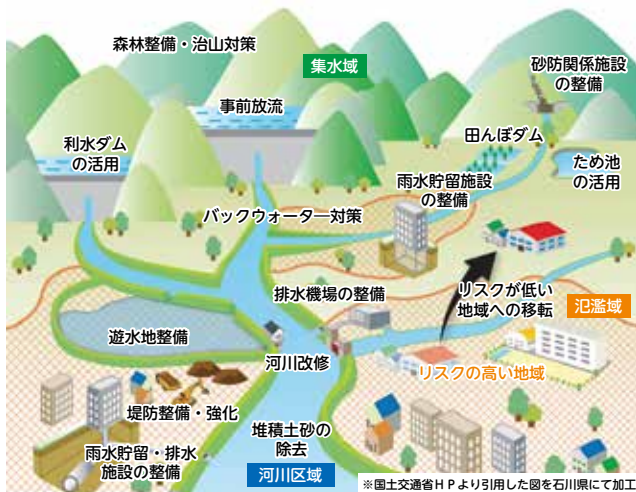 森林整備・治山対策
集水域
砂防関係施設
の整備
事前放流
利水ダム
の活用
田んぼダム
ため池
の活用
雨水貯留施設
の整備
バックウォーター対策
排水機場の整備
リスクが低い
地域への移転
氾濫域
遊水地整備
河川改修
リスクの高い地域
堤防整備・強化
堆積土砂の
除去
雨水貯留・排水
施設の整備
河川区域
※国土交通省ＨＰより引用した図を石川県にて加工